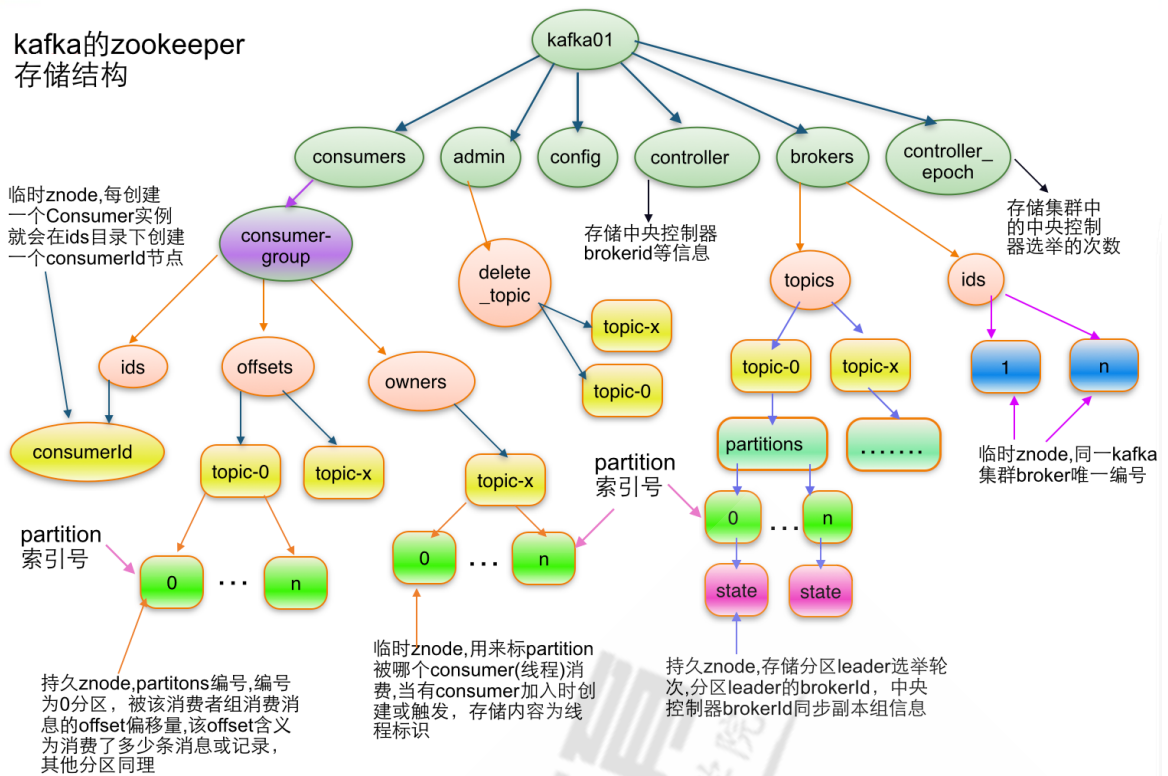 kafka的zookeeper
存储结构
kafka01
consumers
admin
config
controller
brokers
controller_
epoch
临时znode,每创建
一个Consumer实例
就会在ids目录下创建
一个consumerId节点
consumer-
group
存储中央控制器
brokerid等信息
存储集群中
的中央控制
器选举的次数
delete
_topic
topics
ids
topic-x
topic-0
ids
offsets
owners
topic-0
topic-x
1
n
consumerId
topic-0
topic-x
topic-x
partitions
.......
临时znode,同一kafka
集群broker唯一编号
partition
索引号
partition
索引号
0
...
n
0
...
n
0
...
n
state
state
持久znode,partitons编号,编号
为0分区，被该消费者组消费消
息的offset偏移量,该offset含义
为消费了多少条消息或记录，
其他分区同理
临时znode,用来标partition
被哪个consumer(线程)消
费,当有consumer加入时创
建或触发，存储内容为线
程标识
持久znode,存储分区leader选举轮
次,分区leader的brokerId，中央
控制器brokerId同步副本组信息